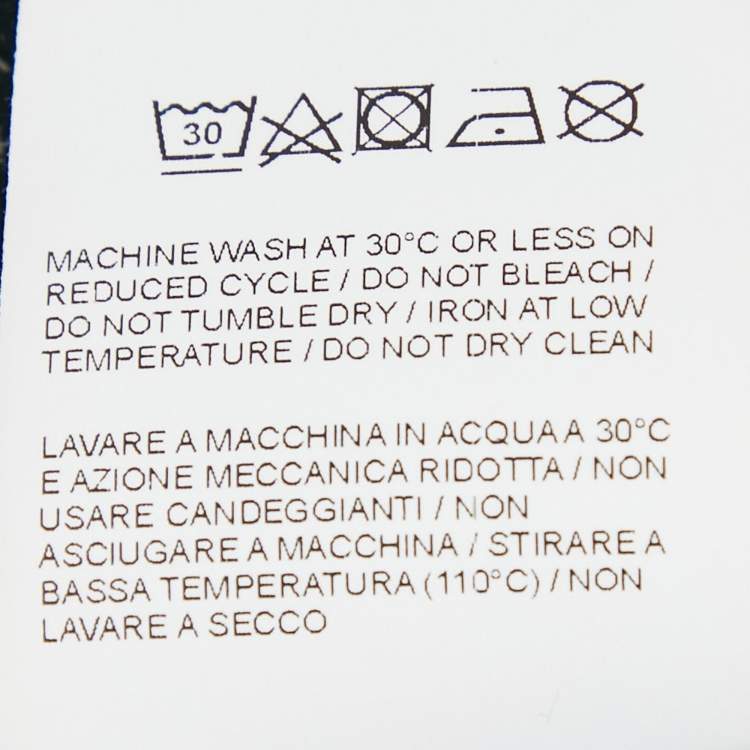 30
MACHINE WASH AT 30°C OR LESS ON
REDUCED CYCLE / DO NOT BLEACH /
DO NOT TUMBLE DRY / IRON AT LOW
TEMPERATURE / DO NOT DRY CLEAN
LAVARE A MACCHINA IN ACQUA A 30°C
E AZIONE MECCANICA RIDOTTA / NON
USARE CANDEGGIANTI / NON
ASCIUGARE A MACCHINA / STIRARE A
BASSA TEMPERATURA (110°C) / NON
LAVARE A SECCO